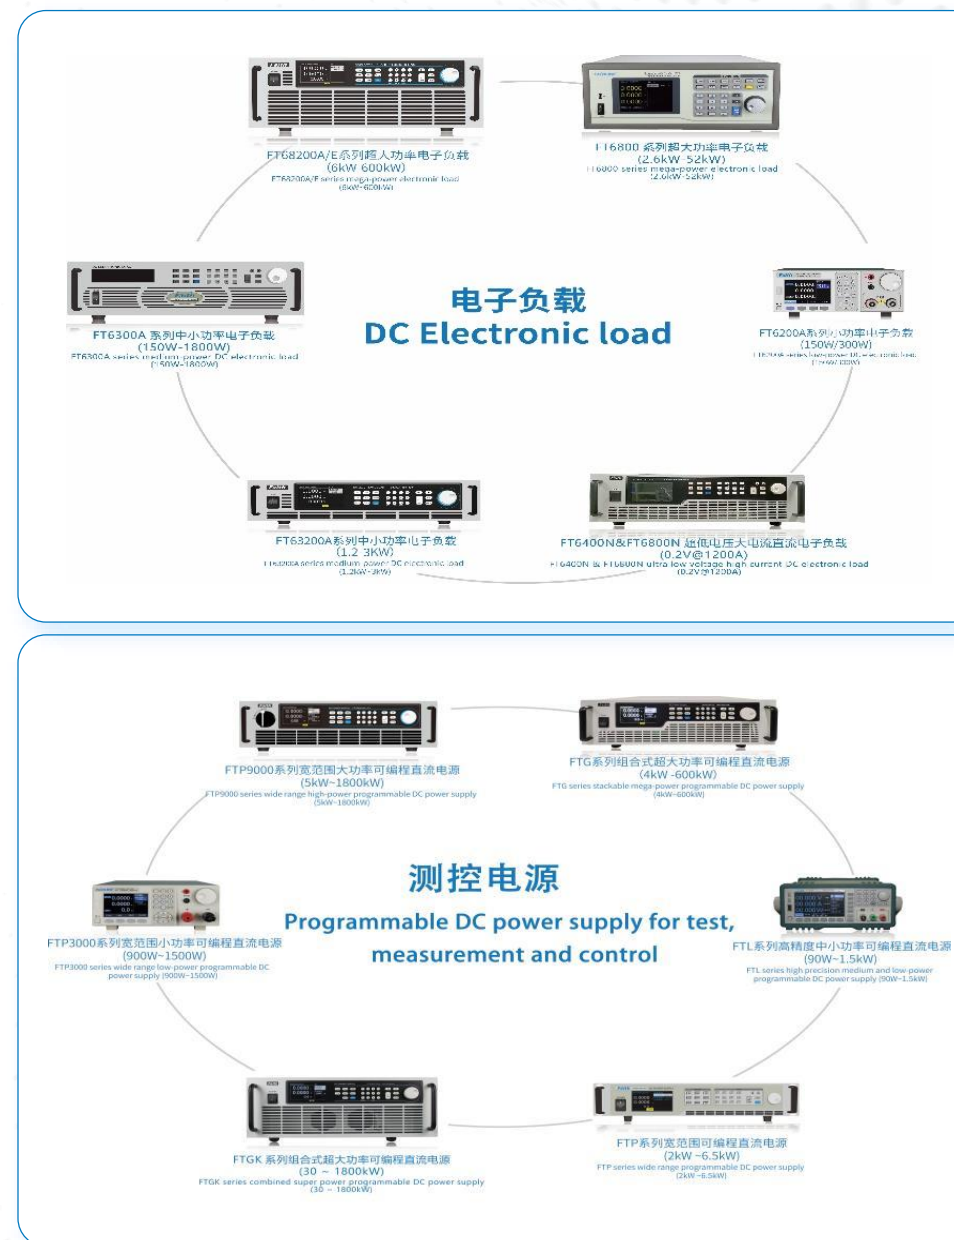 FT68200A/E系列超人功率电子负载
(6kW-600kW)
FT68200A/E series mega-power electronic load
(6kW~600kW)
FT6800 系列超大功率电子负载
(2.6kW-52kW)
FT6800 series mega-power electronic load
(2.6kW-52kW)
FT6300A 系列中小功率电子负载
(150W-1800W)
FT6300A series medium-power DC electronic load
(150W~1800W)
电子负载
DC Electronic load
FT6200A系列小功率电子负载
(150W/300W)
FT6200A series low-power DC electronic load
(150W/300W)
FT63200A系列中小功率电子负载
(1.2-3KW)
FT63200A series medium-power DC electronic load
(1.2kW~3kW)
FT6400N&FT6800N 超低电压大电流直流电子负载
(0.2V@1200A)
FT6400N & FT6800N ultra low voltage high current DC electronic load
(0.2V@1200A)
FTP9000系列宽范围大功率可编程直流电源
(5kW~1800kW)
FTP9000 series wide range high-power programmable DC power supply
(5kW~1800kW)
FTG系列组合式超大功率可编程直流电源
(4kW -600kW)
FTG series stackable mega-power programmable DC power supply
(4kW~600kW)
FTP3000系列宽范围小功率可编程直流电源
(900W~1500W)
FTP3000 series wide range low-power programmable DC
power supply (900W~1500W)
测控电源
Programmable DC power supply for test,
measurement and control
FTL系列高精度中小功率可编程直流电源
(90W~1.5kW)
FTL series high precision medium and low-power
programmable DC power supply (90W~1.5kW)
FTGK 系列组合式超大功率可编程直流电源
(30 ~ 1800kW)
FTGK series combined super power programmable DC power supply
(30 ~ 1800kW)
FTP系列宽范围可编程直流电源
(2kW ~6.5kW)
FTP series wide range programmable DC power supply
(2kW ~6.5kW)